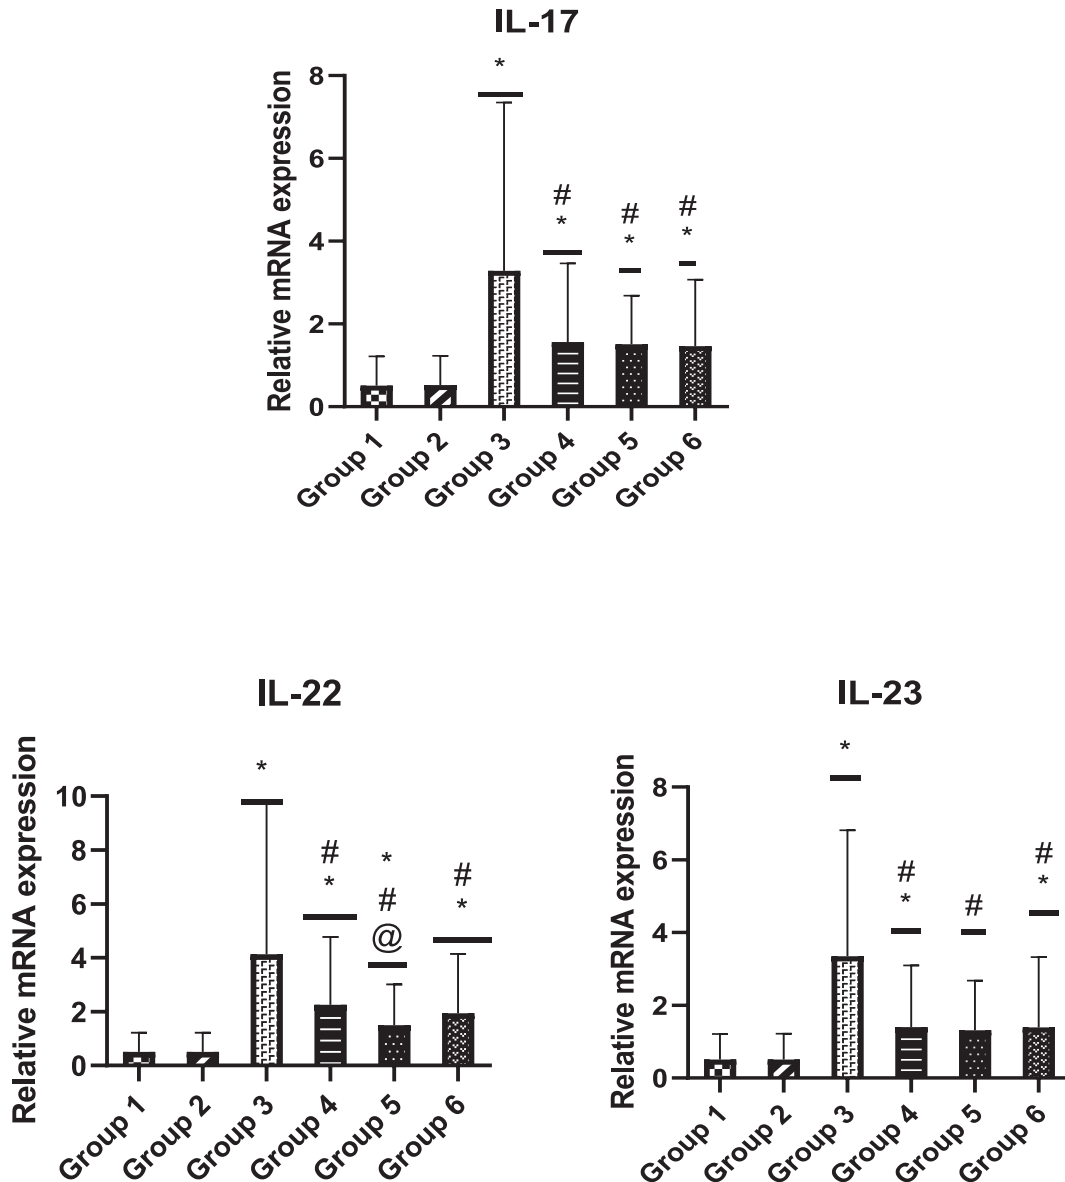 IL-17
Relative mRNA expression
8
6
4
2
0
*
#
*
#
*
#
*
Group 1
Group 2
Group 3
Group 4
Group 5
Group 6
IL-22
Relative mRNA expression
10
8
6
4
2
0
*
#
*
*
#
@
#
*
Group 1
Group 2
Group 3
Group 4
Group 5
Group 6
IL-23
Relative mRNA expression
8
6
4
2
0
*
#
*
#
#
*
Group 1
Group 2
Group 3
Group 4
Group 5
Group 6